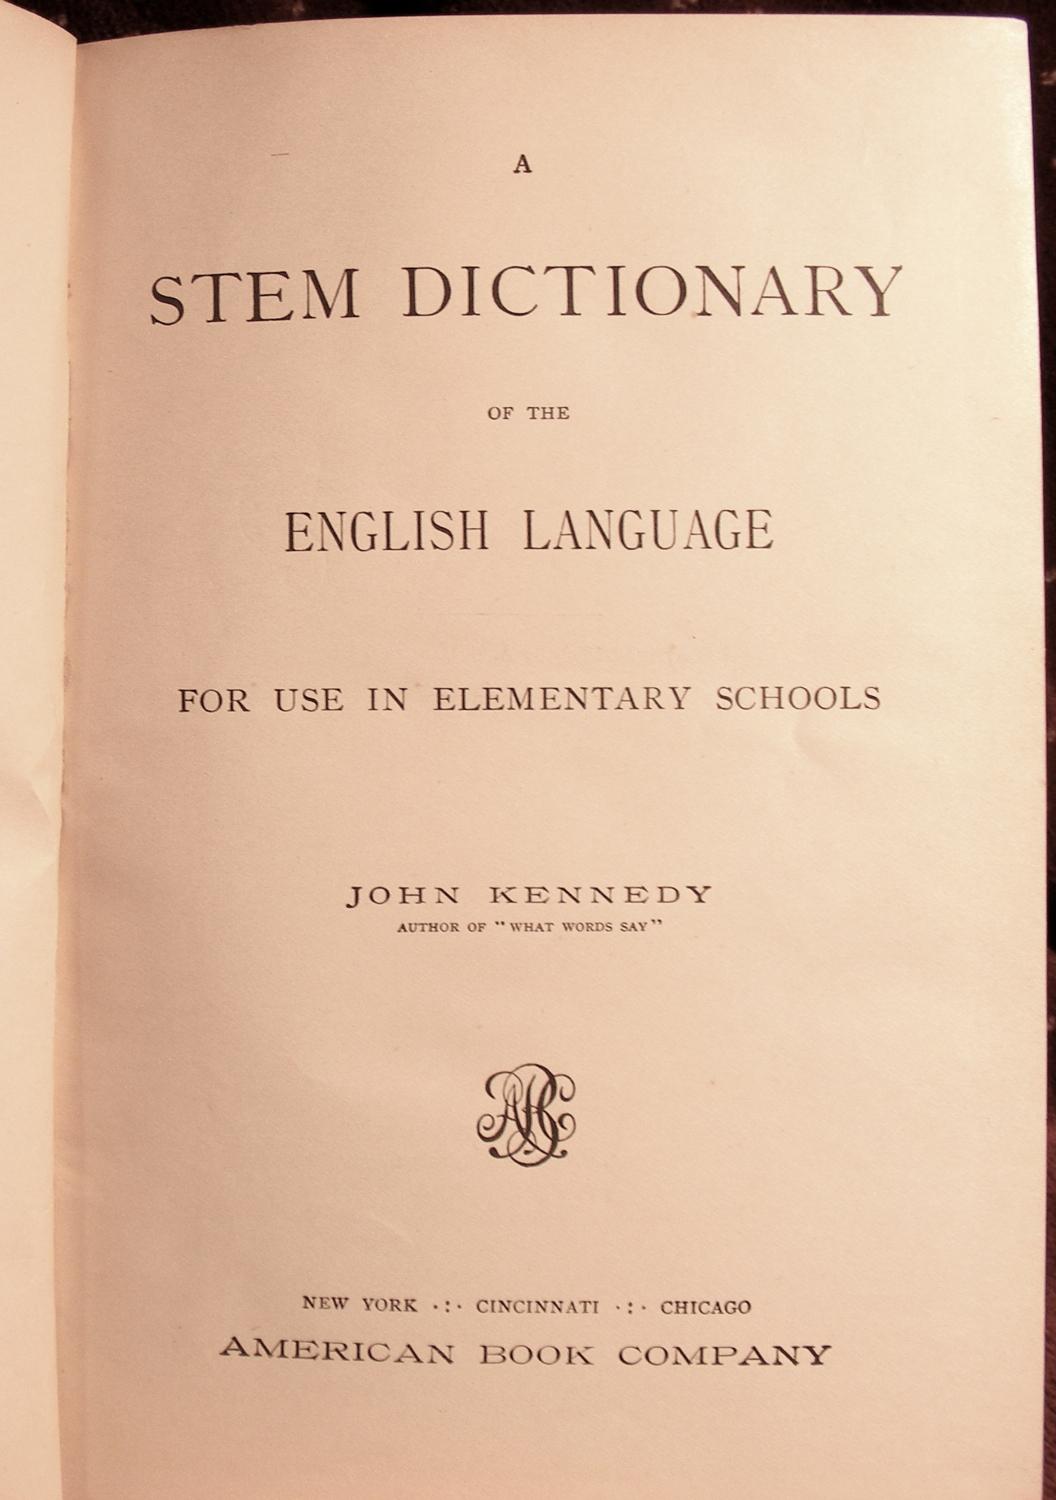 A
STEM DICTIONARY
OF THE
ENGLISH LANGUAGE
FOR USE IN ELEMENTARY SCHOOLS
JOHN KENNEDY
AUTHOR OF "WHAT WORDS SAY"
ABC
NEW YORK ·:· CINCINNATI ·:· CHICAGO
AMERICAN BOOK COMPANY